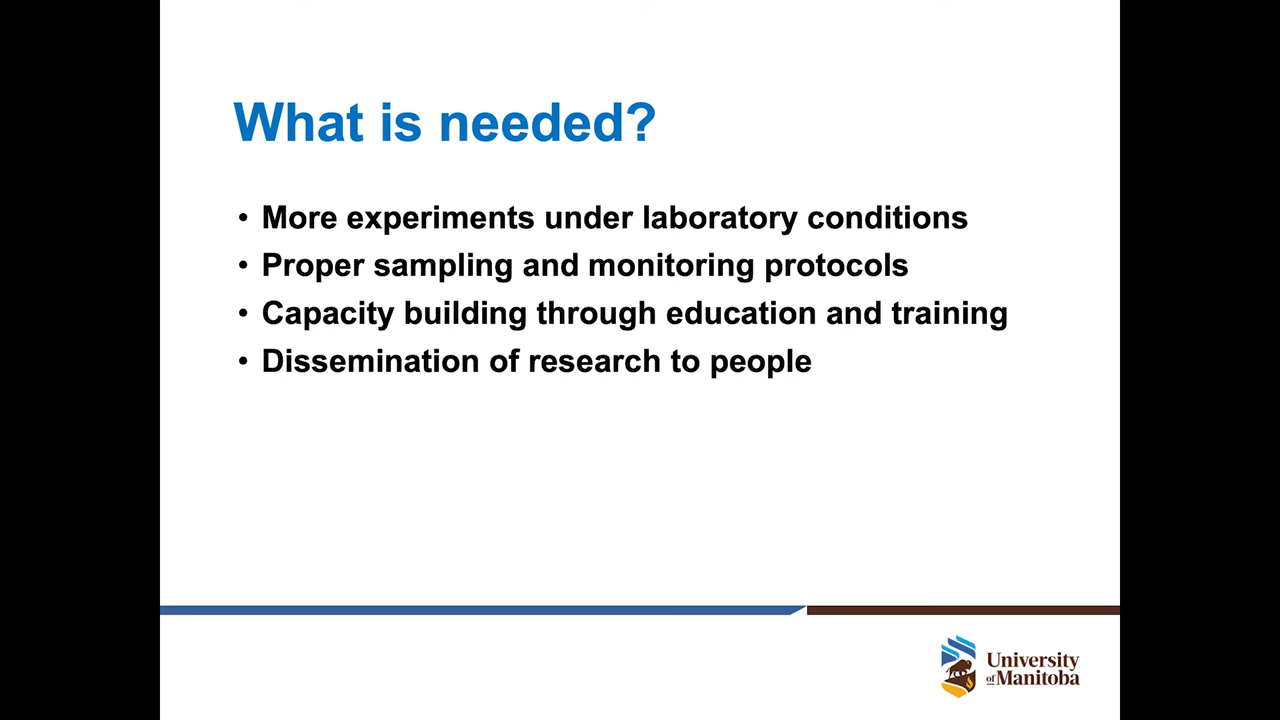 What is needed?
• More experiments under laboratory conditions
• Proper sampling and monitoring protocols
• Capacity building through education and training
• Dissemination of research to people
University
of Manitoba